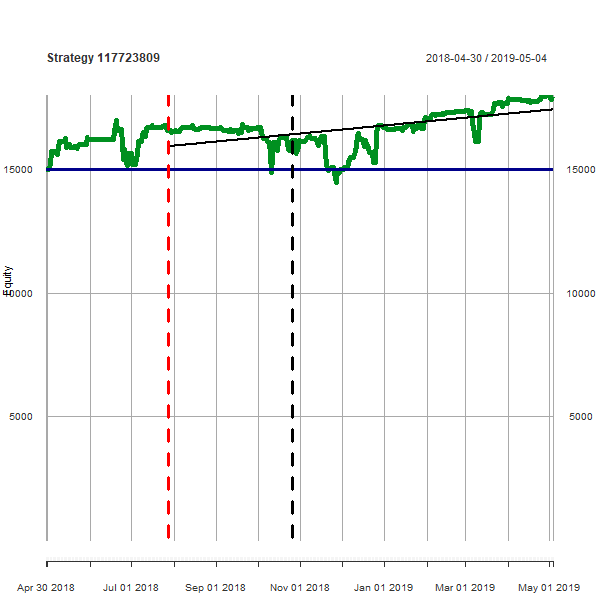 Strategy 117723809
2018-04-30 / 2019-05-04
15000
15000
Equity
10000
10000
5000
5000
Apr 30 2018
Jul 01 2018
Sep 01 2018
Nov 01 2018
Jan 01 2019
Mar 01 2019
May 01 2019